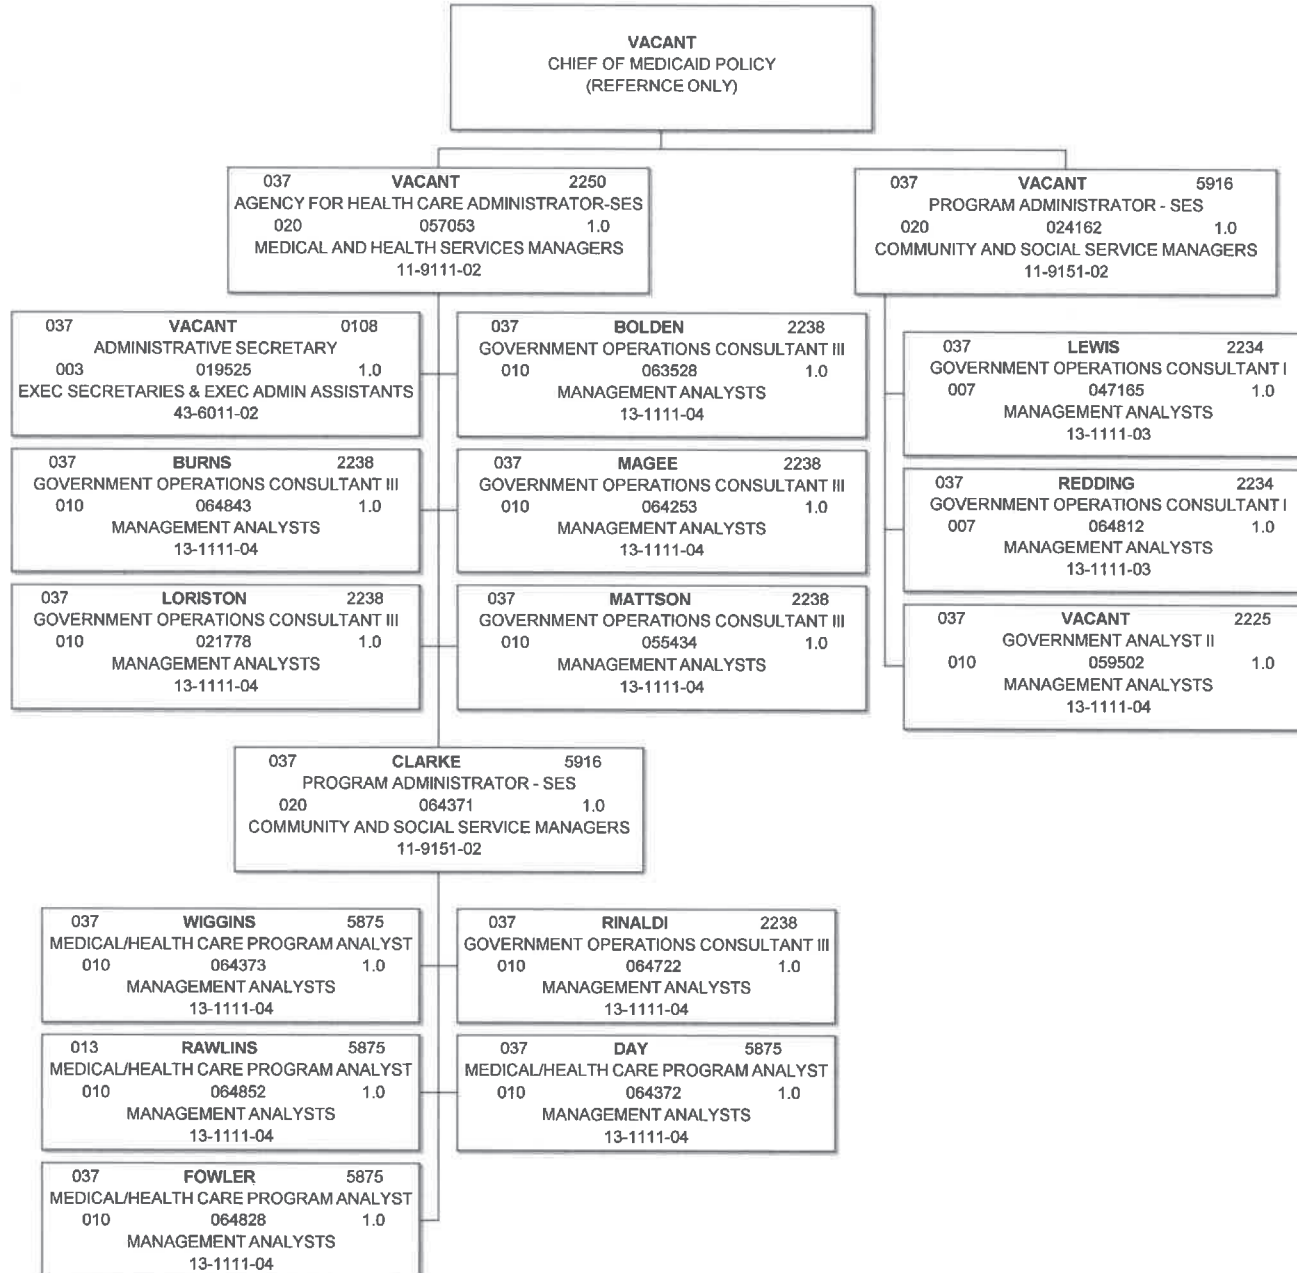 VACANT
CHIEF OF MEDICAID POLICY
(REFERNCE ONLY)
037 VACANT 2250
AGENCY FOR HEALTH CARE ADMINISTRATOR-SES
020 057053 1.0
MEDICAL AND HEALTH SERVICES MANAGERS
11-9111-02
037 VACANT 5916
PROGRAM ADMINISTRATOR - SES
020 024162 1.0
COMMUNITY AND SOCIAL SERVICE MANAGERS
11-9151-02
037 VACANT 0108
ADMINISTRATIVE SECRETARY
003 019525 1.0
EXEC SECRETARIES & EXEC ADMIN ASSISTANTS
43-6011-02
037 BOLDEN 2238
GOVERNMENT OPERATIONS CONSULTANT III
010 063528 1.0
MANAGEMENT ANALYSTS
13-1111-04
037 LEWIS 2234
GOVERNMENT OPERATIONS CONSULTANT I
007 047165 1.0
MANAGEMENT ANALYSTS
13-1111-03
037 BURNS 2238
GOVERNMENT OPERATIONS CONSULTANT III
010 064843 1.0
MANAGEMENT ANALYSTS
13-1111-04
037 MAGEE 2238
GOVERNMENT OPERATIONS CONSULTANT III
010 064253 1.0
MANAGEMENT ANALYSTS
13-1111-04
037 REDDING 2234
GOVERNMENT OPERATIONS CONSULTANT I
007 064812 1.0
MANAGEMENT ANALYSTS
13-1111-03
037 LORISTON 2238
GOVERNMENT OPERATIONS CONSULTANT III
010 021778 1.0
MANAGEMENT ANALYSTS
13-1111-04
037 MATTSON 2238
GOVERNMENT OPERATIONS CONSULTANT III
010 055434 1.0
MANAGEMENT ANALYSTS
13-1111-04
037 VACANT 2225
GOVERNMENT ANALYST II
010 059502 1.0
MANAGEMENT ANALYSTS
13-1111-04
037 CLARKE 5916
PROGRAM ADMINISTRATOR - SES
020 064371 1.0
COMMUNITY AND SOCIAL SERVICE MANAGERS
11-9151-02
037 WIGGINS 5875
MEDICAL/HEALTH CARE PROGRAM ANALYST
010 064373 1.0
MANAGEMENT ANALYSTS
13-1111-04
037 RINALDI 2238
GOVERNMENT OPERATIONS CONSULTANT III
010 064722 1.0
MANAGEMENT ANALYSTS
13-1111-04
013 RAWLINS 5875
MEDICAL/HEALTH CARE PROGRAM ANALYST
010 064852 1.0
MANAGEMENT ANALYSTS
13-1111-04
037 DAY 5875
MEDICAL/HEALTH CARE PROGRAM ANALYST
010 064372 1.0
MANAGEMENT ANALYSTS
13-1111-04
037 FOWLER 5875
MEDICAL/HEALTH CARE PROGRAM ANALYST
010 064828 1.0
MANAGEMENT ANALYSTS
13-1111-04